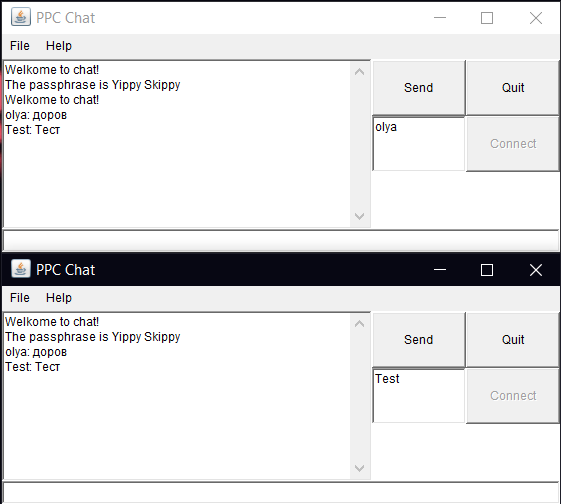 PPC Chat
File Help
Welkome to chat!
The passphrase is Yippy Skippy
Welkome to chat!
olya: доров
Test: Тест
Send
Quit
olya
Connect
PPC Chat
File Help
Welkome to chat!
The passphrase is Yippy Skippy
olya: доров
Test: Тест
Send
Quit
Test
Connect